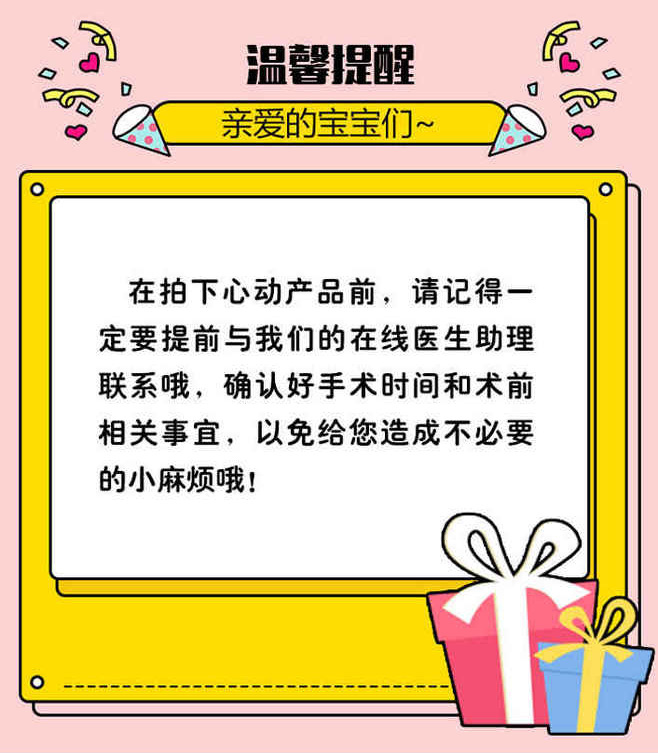 温馨提醒
亲爱的宝宝们~
在拍下心动产品前，请记得一
定要提前与我们的在线医生助理
联系哦，确认好手术时间和术前
相关事宜，以免给您造成不必要
的小麻烦哦！